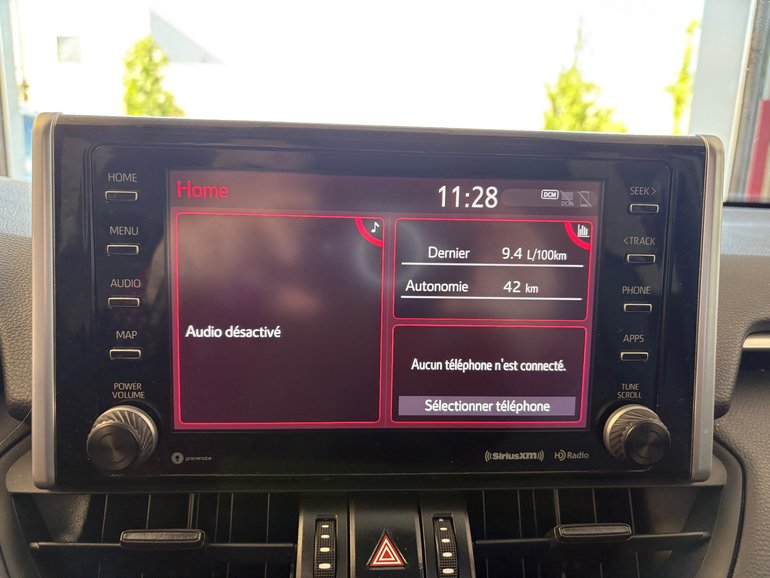 Home 11:28 DCM
DCM
Audio désactivé
Dernier 9.4 L/100km
Autonomie 42 km
Aucun téléphone n'est connecté.
Sélectionner téléphone
HOME
MENU
AUDIO
MAP
POWER
VOLUME
SEEK >
< TRACK
PHONE
APPS
TUNE
SCROLL
gracenote
((SiriusXM))
HD Radio